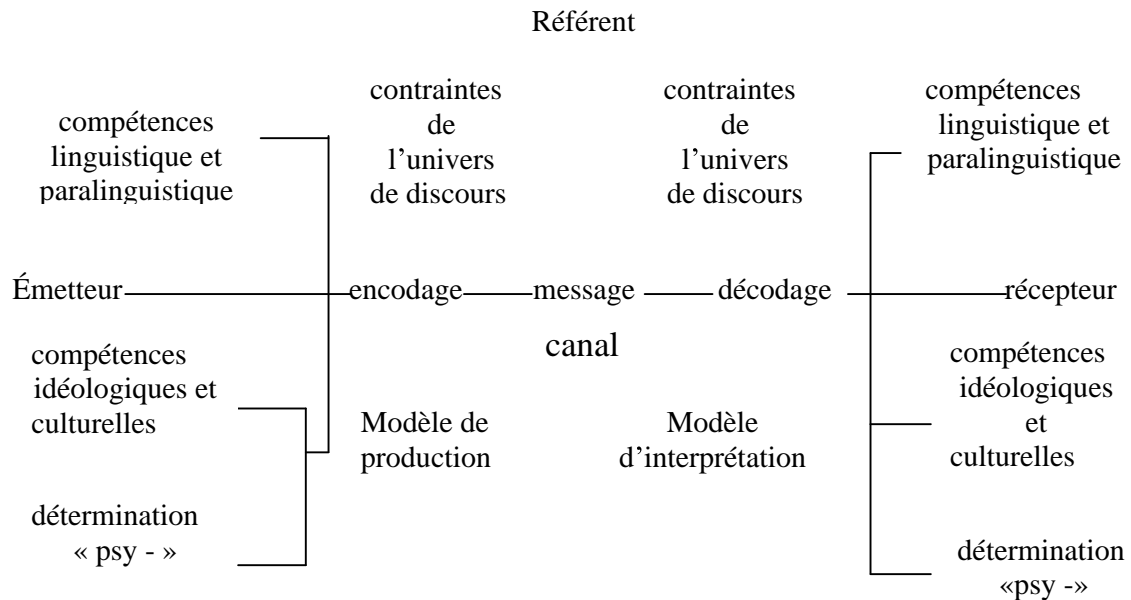 Référent
compétences
linguistique et
paralinguistique
contraintes
de
l’univers
de discours
contraintes
de
l’univers
de discours
compétences
linguistique et
paralinguistique
Émetteur encodage message décodage récepteur
canal
compétences
idéologiques et
culturelles
Modèle de
production
Modèle
d’interprétation
compétences
idéologiques
et
culturelles
détermination
« psy - »
détermination
«psy -»